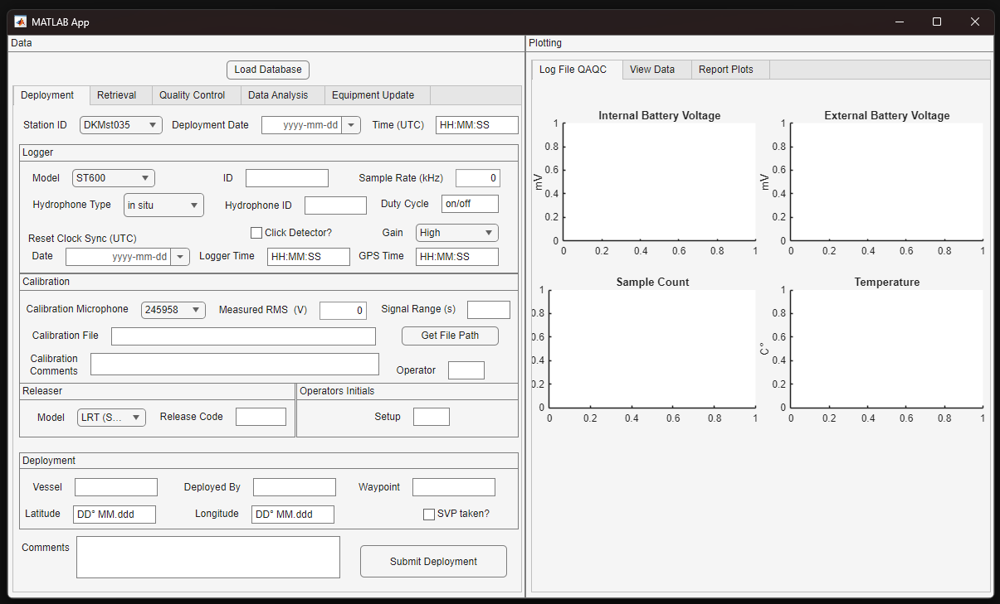 MATLAB App
Data
Load Database
Deployment Retrieval Quality Control Data Analysis Equipment Update
Station ID DKMst035 Deployment Date yyyy-mm-dd Time (UTC) HH:MM:SS
Logger
Model ST600 ID Sample Rate (kHz) 0
Hydrophone Type in situ Hydrophone ID Duty Cycle on/off
Click Detector? Gain High
Reset Clock Sync (UTC)
Date yyyy-mm-dd Logger Time HH:MM:SS GPS Time HH:MM:SS
Calibration
Calibration Microphone 245958 Measured RMS (V) 0 Signal Range (s)
Calibration File Get File Path
Calibration
Comments
Operator
Releaser
Model LRT (S... Release Code
Operators Initials
Setup
Deployment
Vessel Deployed By Waypoint
Latitude DD° MM.ddd Longitude DD° MM.ddd SVP taken?
Comments Submit Deployment
Plotting
Log File QAQC View Data Report Plots
Internal Battery Voltage
1
0.8
0.6
0.4
0.2
0
mV
0 0.2 0.4 0.6 0.8 1
External Battery Voltage
1
0.8
0.6
0.4
0.2
0
mV
0 0.2 0.4 0.6 0.8 1
Sample Count
1
0.8
0.6
0.4
0.2
0
0 0.2 0.4 0.6 0.8 1
Temperature
1
0.8
0.6
0.4
0.2
0
C°
0 0.2 0.4 0.6 0.8 1